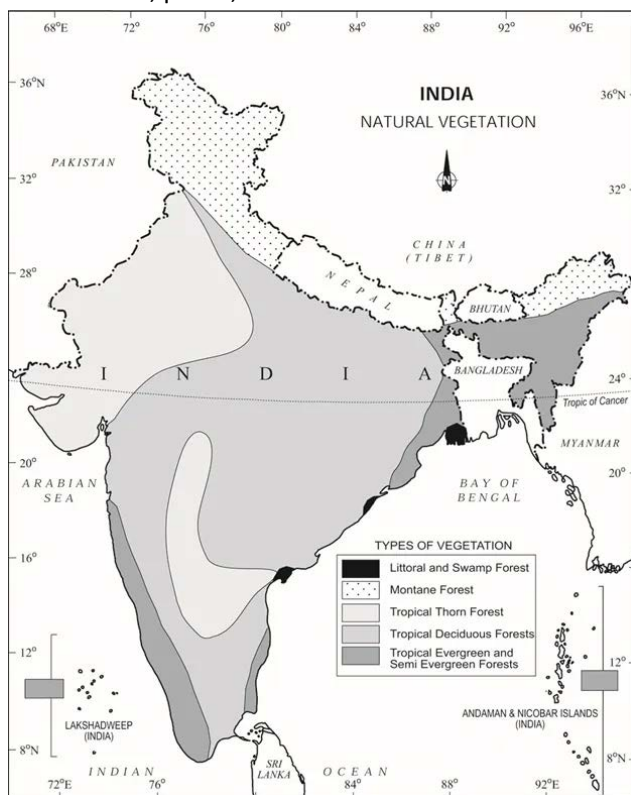 68°E 72° 76° 80° 84° 88° 92° 96°E
36°N
36°N
INDIA
NATURAL VEGETATION
PAKISTAN
N
32°
32°
CHINA
(TIBET)
28°
28°
NEPAL
BHUTAN
INDIA
BANGLADESH
24°
24°
Tropic of Cancer
MYANMAR
20°
20°
ARABIAN
SEA
BAY OF
BENGAL
TYPES OF VEGETATION
Littoral and Swamp Forest
Montane Forest
Tropical Thorn Forest
Tropical Deciduous Forests
Tropical Evergreen and
Semi Evergreen Forests
16°
16°
12°
12°
LAKSHADWEEP
(INDIA)
ANDAMAN & NICOBAR ISLANDS
(INDIA)
8°N
8°N
SRI
LANKA
INDIAN OCEAN
72°E 76° 80° 84° 88° 92°E